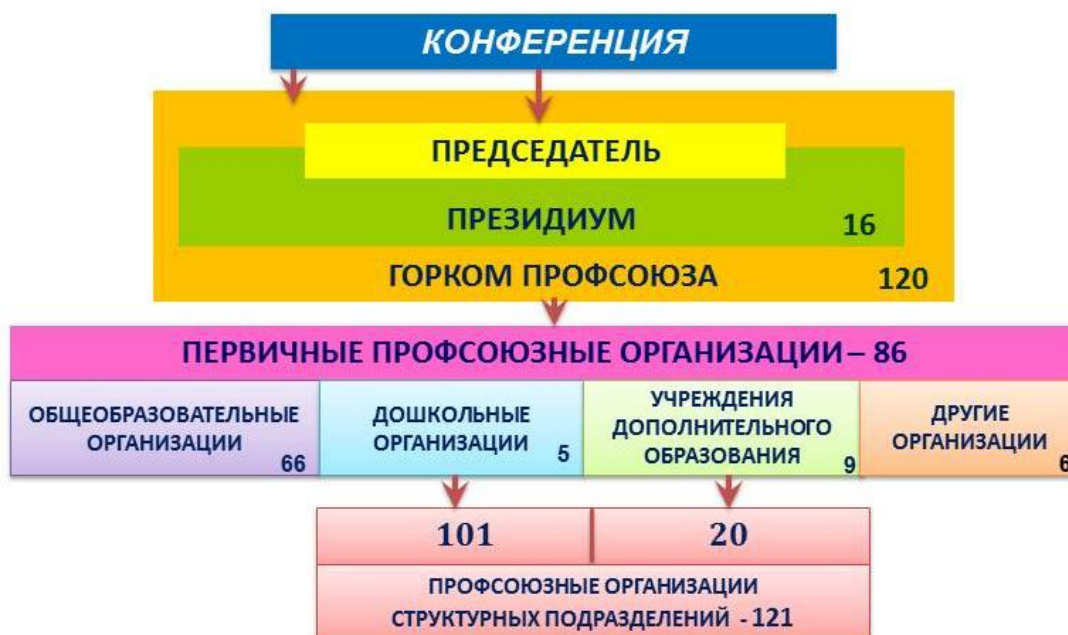 КОНФЕРЕНЦИЯ
ПРЕДСЕДАТЕЛЬ
ПРЕЗИДИУМ 16
ГОРКОМ ПРОФСОЮЗА 120
ПЕРВИЧНЫЕ ПРОФСОЮЗНЫЕ ОРГАНИЗАЦИИ – 86
ОБЩЕОБРАЗОВАТЕЛЬНЫЕ
ОРГАНИЗАЦИИ
66
ДОШКОЛЬНЫЕ
ОРГАНИЗАЦИИ
5
УЧРЕЖДЕНИЯ
ДОПОЛНИТЕЛЬНОГО
ОБРАЗОВАНИЯ
9
ДРУГИЕ
ОРГАНИЗАЦИИ
6
101
20
ПРОФСОЮЗНЫЕ ОРГАНИЗАЦИИ
СТРУКТУРНЫХ ПОДРАЗДЕЛЕНИЙ - 121